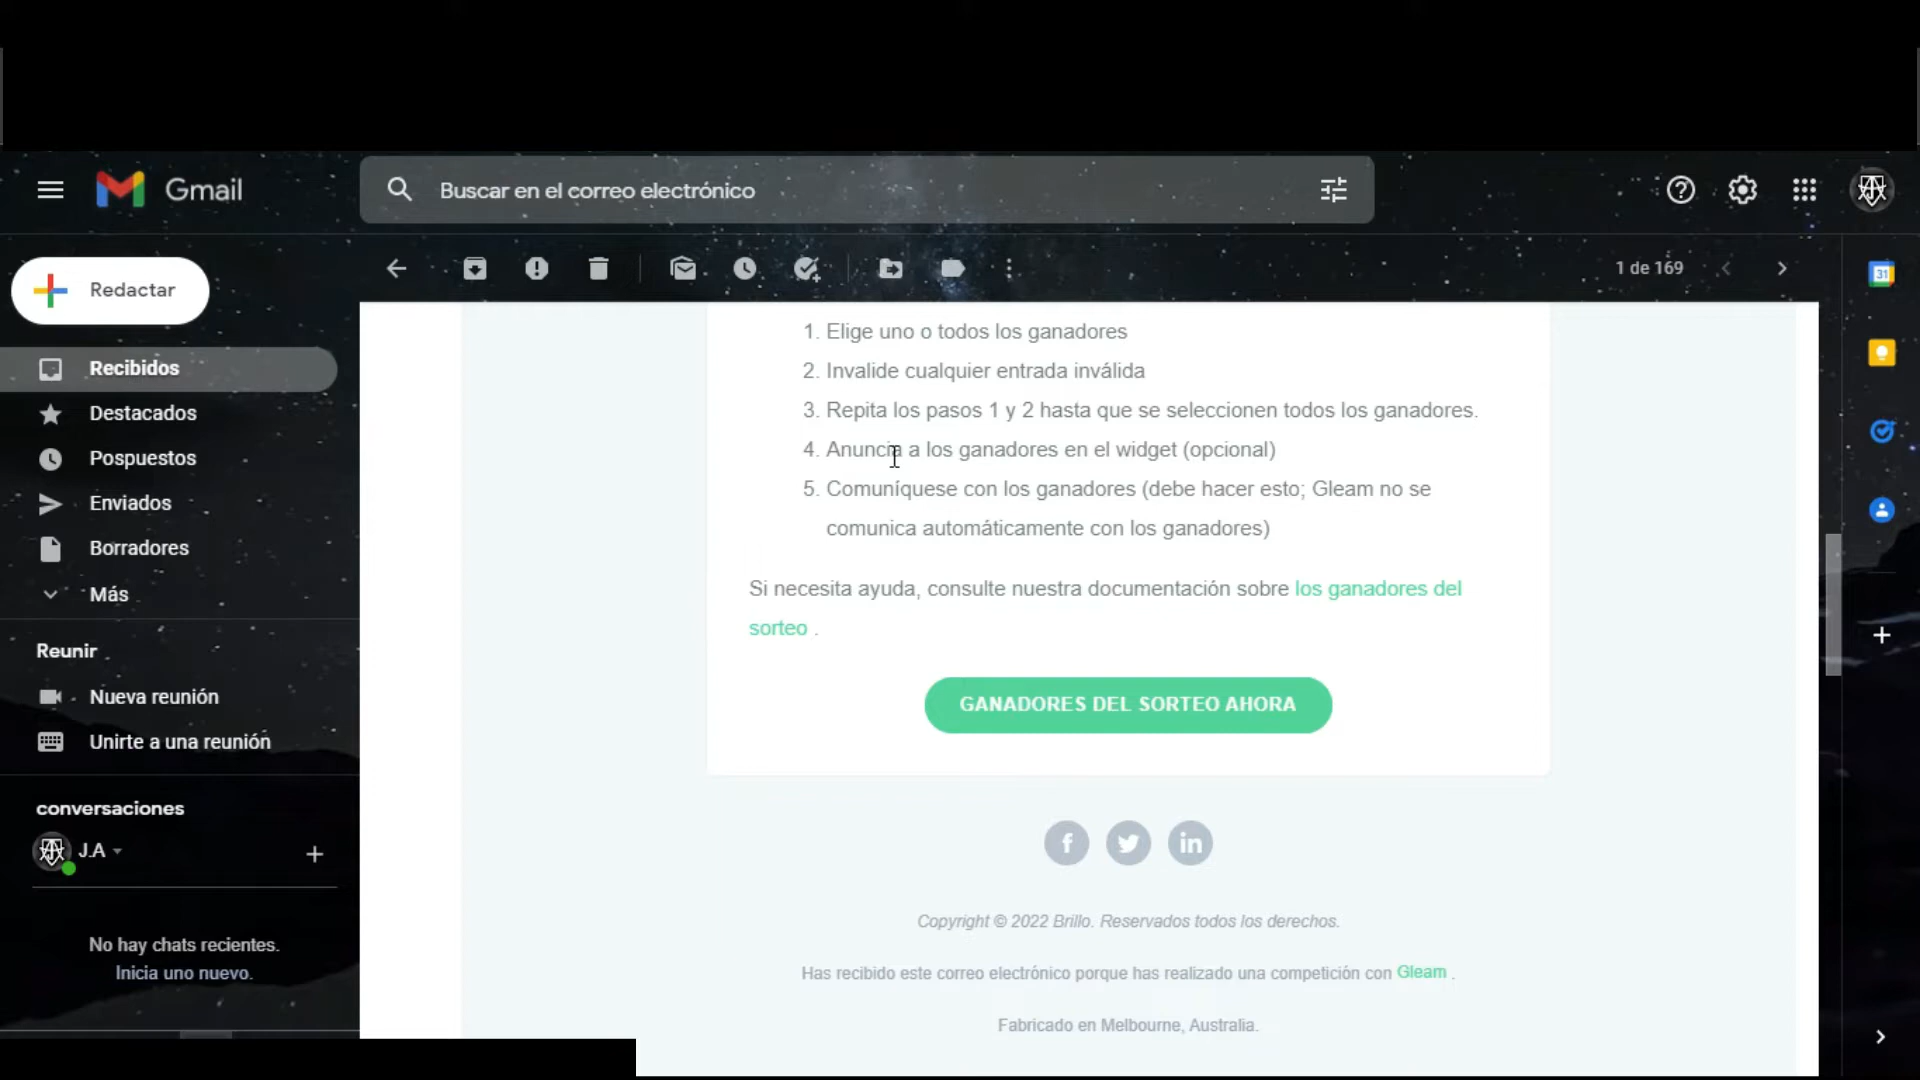 Gmail
Buscar en el correo electrónico
Redactar
1 de 169
31
Recibidos
Destacados
Pospuestos
Enviados
Borradores
Más
Reunir
Nueva reunión
Unirte a una reunión
conversaciones
J.A
No hay chats recientes.
Inicia uno nuevo.
1. Elige uno o todos los ganadores
2. Invalide cualquier entrada inválida
3. Repita los pasos 1 y 2 hasta que se seleccionen todos los ganadores.
4. Anuncia a los ganadores en el widget (opcional)
5. Comuníquese con los ganadores (debe hacer esto; Gleam no se
comunica automáticamente con los ganadores)
Si necesita ayuda, consulte nuestra documentación sobre los ganadores del
sorteo .
GANADORES DEL SORTEO AHORA
Copyright © 2022 Brillo. Reservados todos los derechos.
Has recibido este correo electrónico porque has realizado una competición con Gleam .
Fabricado en Melbourne, Australia.